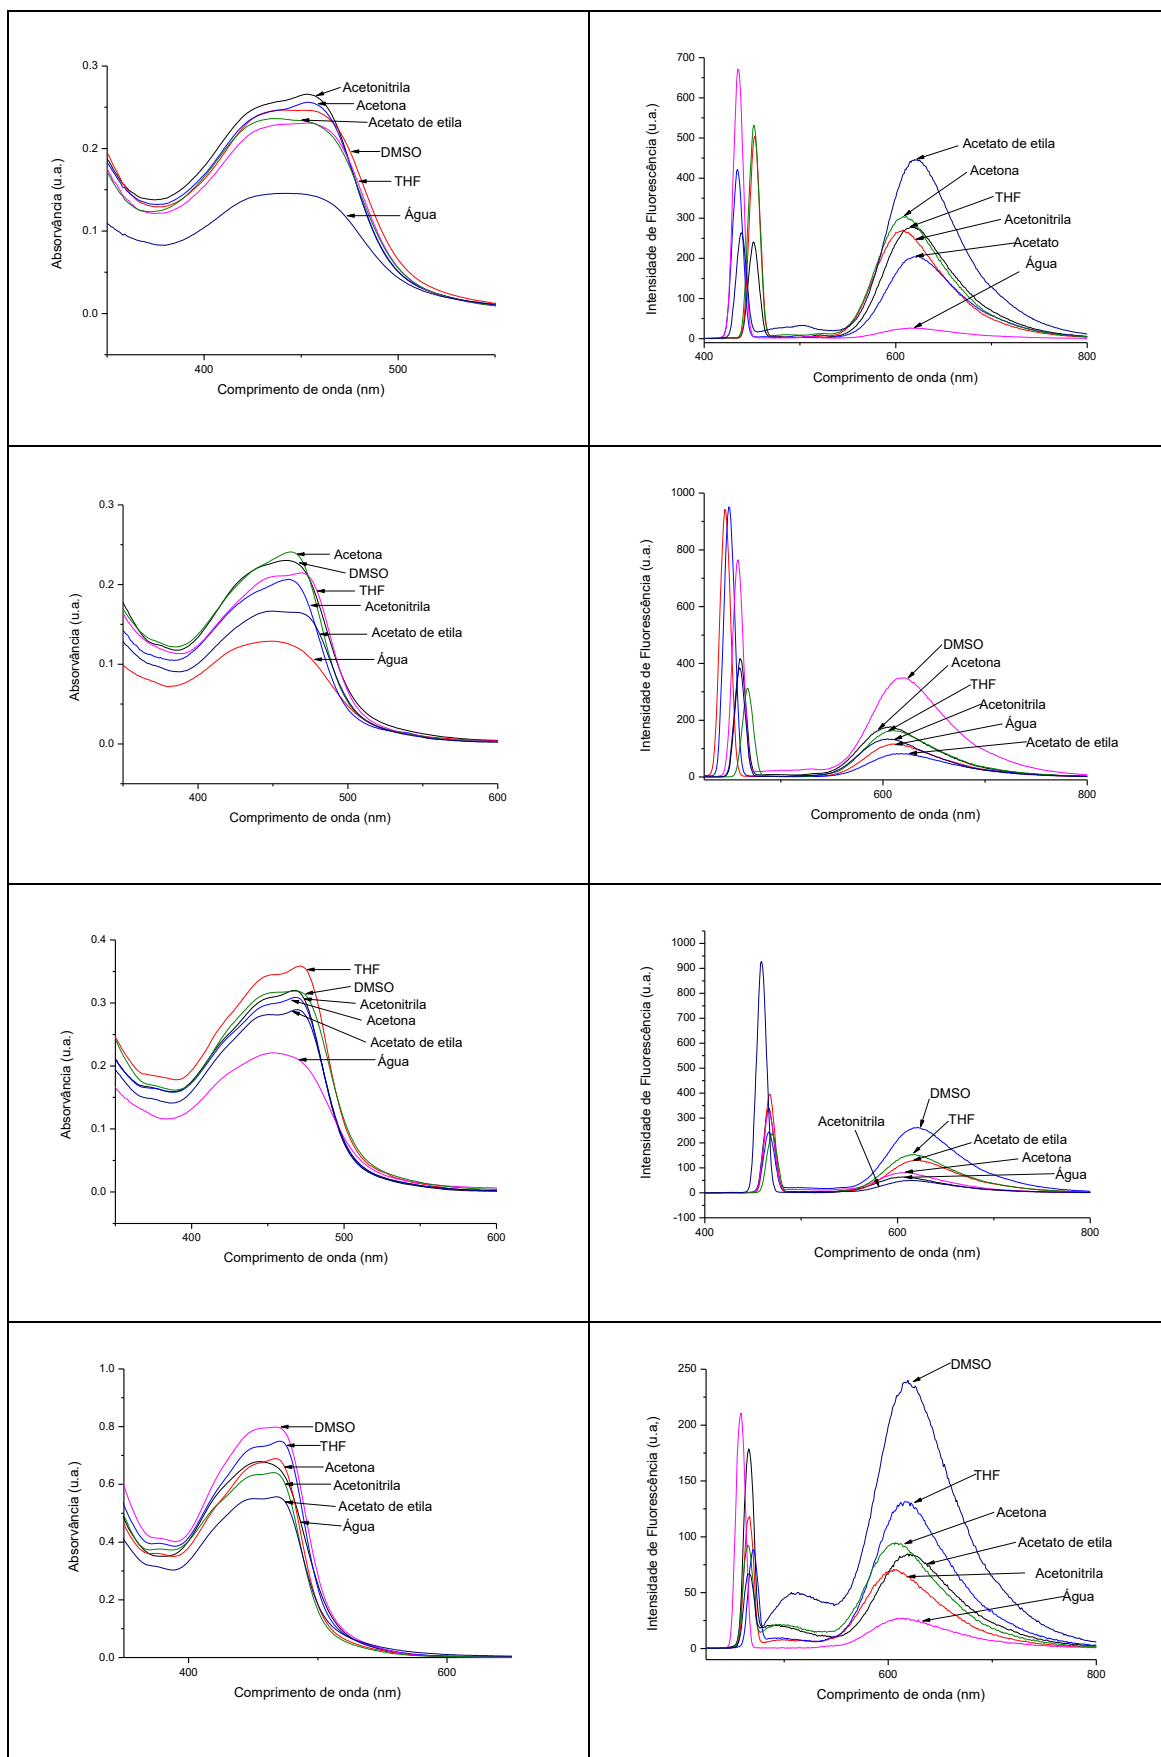 0.3
0.2
0.1
0.0
Absorvância (u.a.)
Acetonitrila
Acetona
Acetato de etila
DMSO
THF
Água
400
500
Comprimento de onda (nm)
700
600
500
400
300
200
100
0
Intensidade de Fluorescência (u.a.)
Acetato de etila
Acetona
THF
Acetonitrila
Acetato
Água
400
600
800
Comprimento de onda (nm)
0.3
0.2
0.1
0.0
Absorvância (u.a.)
Acetona
DMSO
THF
Acetonitrila
Acetato de etila
Água
400
500
600
Comprimento de onda (nm)
1000
800
600
400
200
0
Intensidade de Fluorescência (u.a.)
DMSO
Acetona
THF
Acetonitrila
Água
Acetato de etila
600
800
Compromento de onda (nm)
0.4
0.3
0.2
0.1
0.0
Absorvância (u.a.)
THF
DMSO
Acetonitrila
Acetona
Acetato de etila
Água
400
500
600
Comprimento de onda (nm)
1000
900
800
700
600
500
400
300
200
100
0
-100
Intensidade de Fluorescência (u.a.)
DMSO
Acetonitrila
THF
Acetato de etila
Acetona
Água
400
600
800
Comprimento de onda (nm)
1.0
0.8
0.6
0.4
0.2
0.0
Absorvância (u.a.)
DMSO
THF
Acetona
Acetonitrila
Acetato de etila
Água
400
600
Comprimento de onda (nm)
250
200
150
100
50
0
Intensidade de Fluorescência (u.a,)
DMSO
THF
Acetona
Acetato de etila
Acetonitrila
Água
600
800
Comprimento de onda (nm)